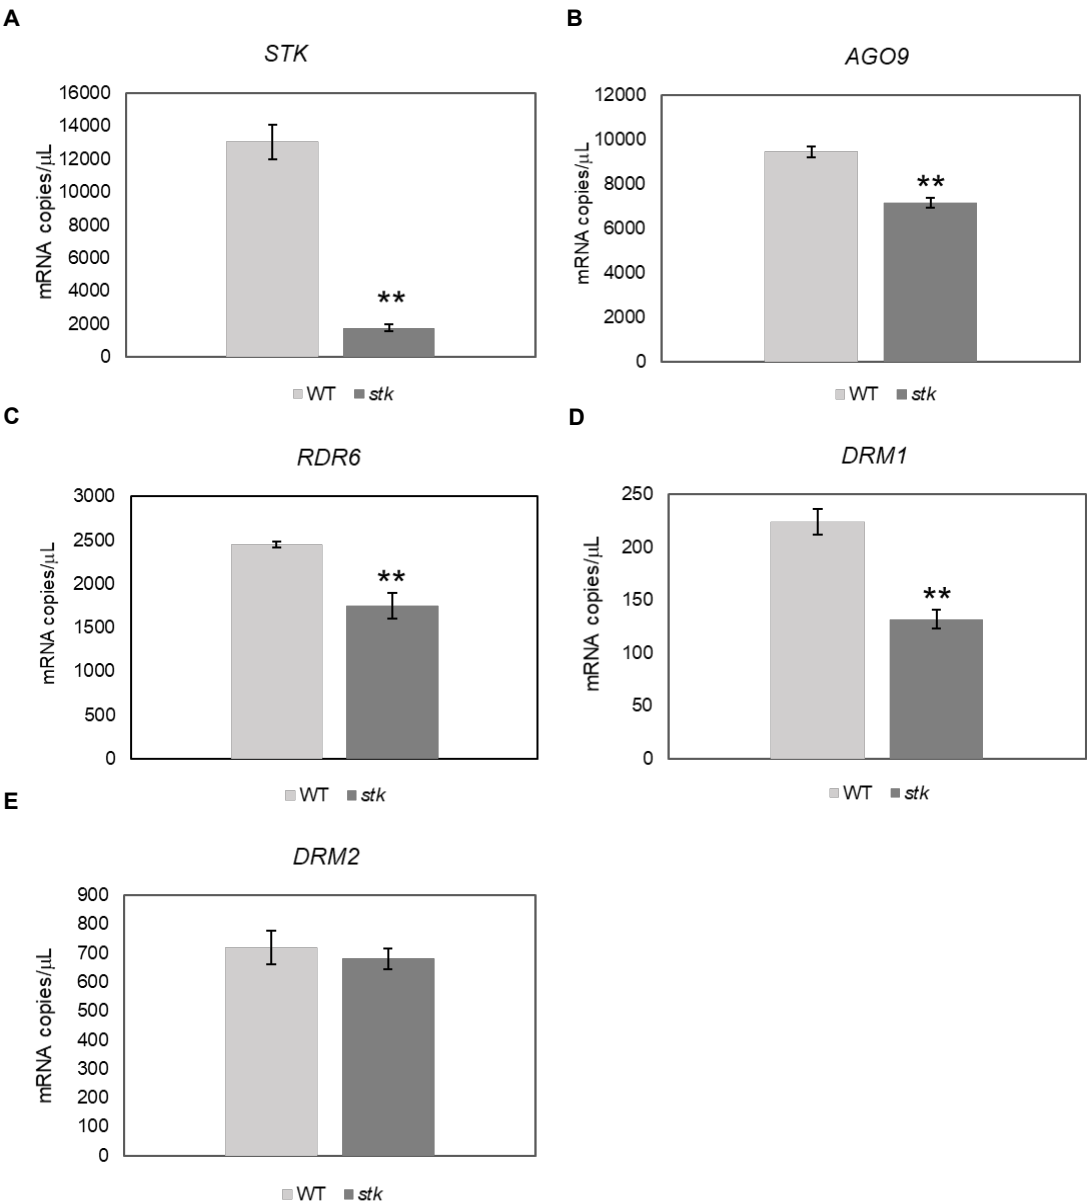 A
STK
mRNA copies/μL
16000
14000
12000
10000
8000
6000
4000
2000
0
**
WT stk
B
AGO9
mRNA copies/μL
12000
10000
8000
6000
4000
2000
0
**
WT stk
C
RDR6
mRNA copies/μL
3000
2500
2000
1500
1000
500
0
**
WT stk
D
DRM1
mRNA copies/μL
250
200
150
100
50
0
**
WT stk
E
DRM2
mRNA copies/μL
900
800
700
600
500
400
300
200
100
0
WT stk